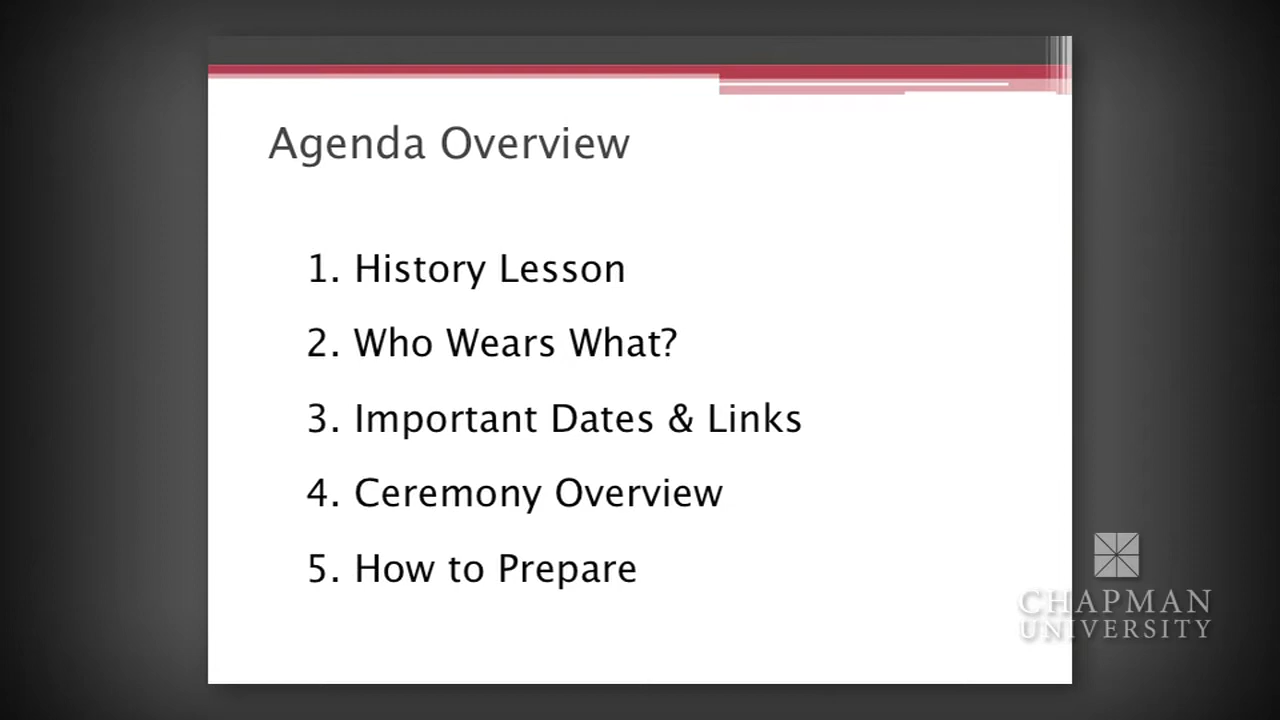 Agenda Overview
1. History Lesson
2. Who Wears What?
3. Important Dates & Links
4. Ceremony Overview
5. How to Prepare
CHAPMAN
UNIVERSITY